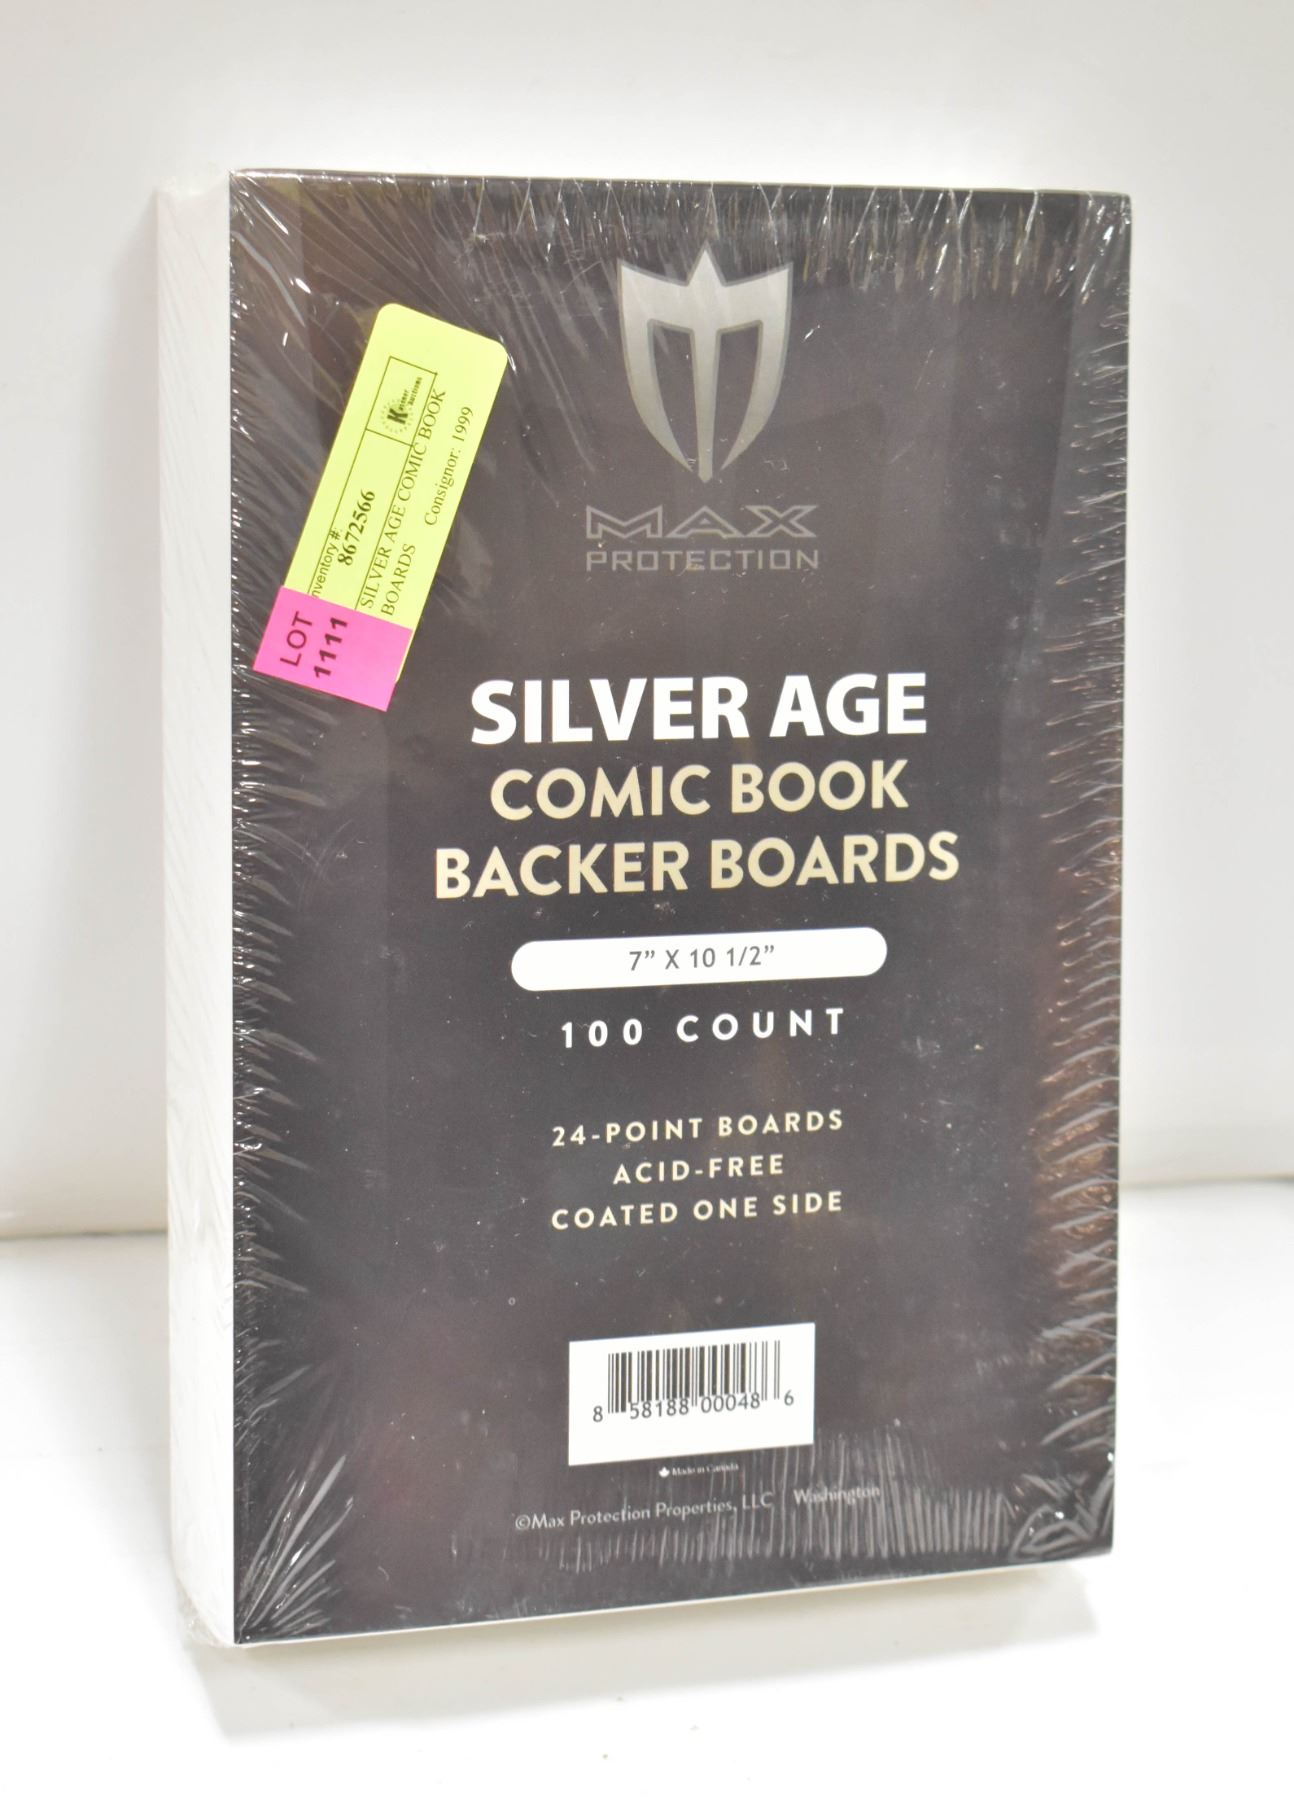 MAX
PROTECTION
Inventory #:
8672566
Kastner
Auctions
SILVER AGE COMIC BOOK
BOARDS Consignor: 1999
LOT
1111
SILVER AGE
COMIC BOOK
BACKER BOARDS
7” X 10 1/2”
100 COUNT
24-POINT BOARDS
ACID-FREE
COATED ONE SIDE
8 58188 00048 6
Made in Canada
©Max Protection Properties, LLC Washington